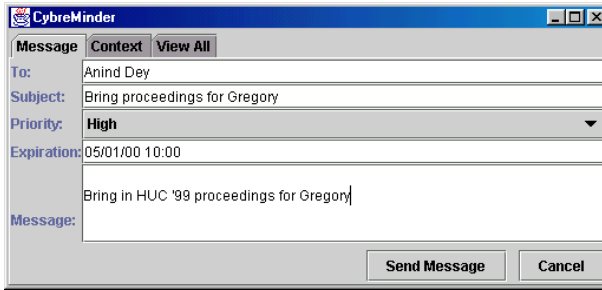 CybreMinder
Message Context View All
To: Anind Dey
Subject: Bring proceedings for Gregory
Priority: High
Expiration: 05/01/00 10:00
Bring in HUC '99 proceedings for Gregory
Message:
Send Message Cancel